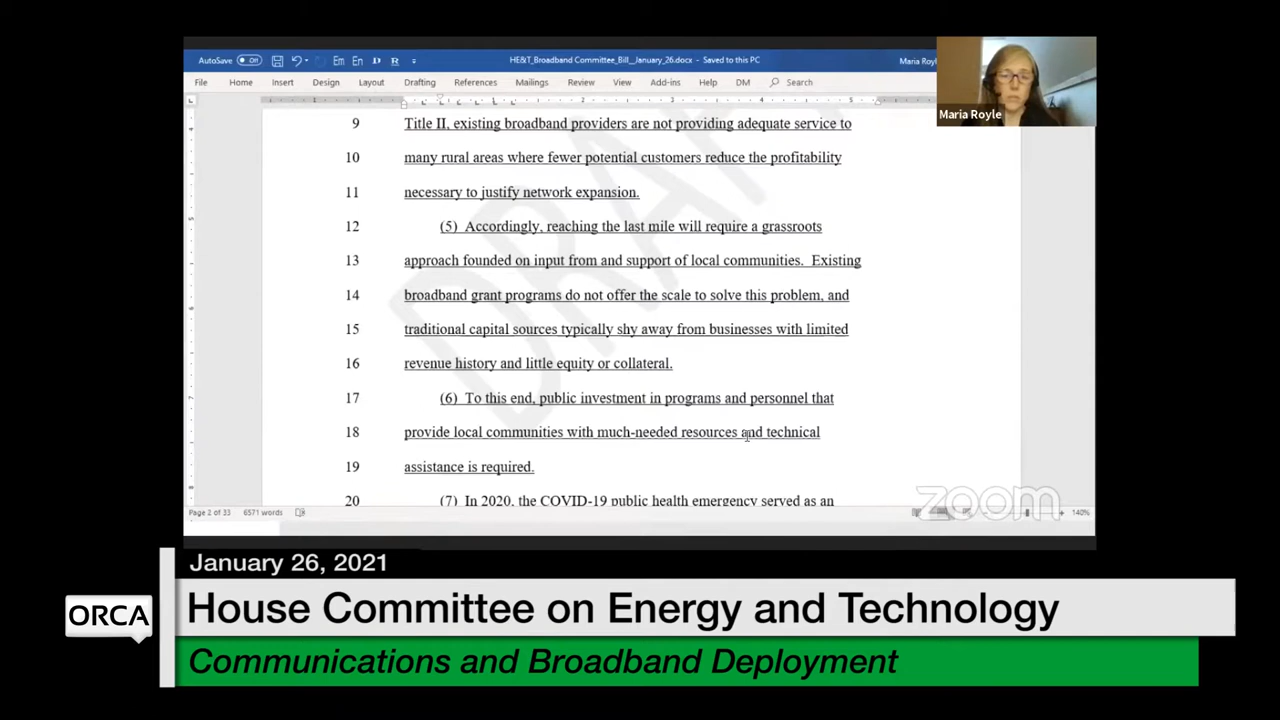 AutoSave Off
HE&T_Broadband Committee_Bill__January_26.docx - Saved to this PC
Maria Royle
File Home Insert Design Layout Drafting References Mailings Review View Add-ins Help DM Search
Maria Royle
9 Title II, existing broadband providers are not providing adequate service to
10 many rural areas where fewer potential customers reduce the profitability
11 necessary to justify network expansion.
12 (5) Accordingly, reaching the last mile will require a grassroots
13 approach founded on input from and support of local communities. Existing
14 broadband grant programs do not offer the scale to solve this problem, and
15 traditional capital sources typically shy away from businesses with limited
16 revenue history and little equity or collateral.
17 (6) To this end, public investment in programs and personnel that
18 provide local communities with much-needed resources and technical
19 assistance is required.
20 (7) In 2020, the COVID-19 public health emergency served as an
DRAF
zoom
Page 2 of 33 6571 words 140%
January 26, 2021
ORCA
House Committee on Energy and Technology
Communications and Broadband Deployment